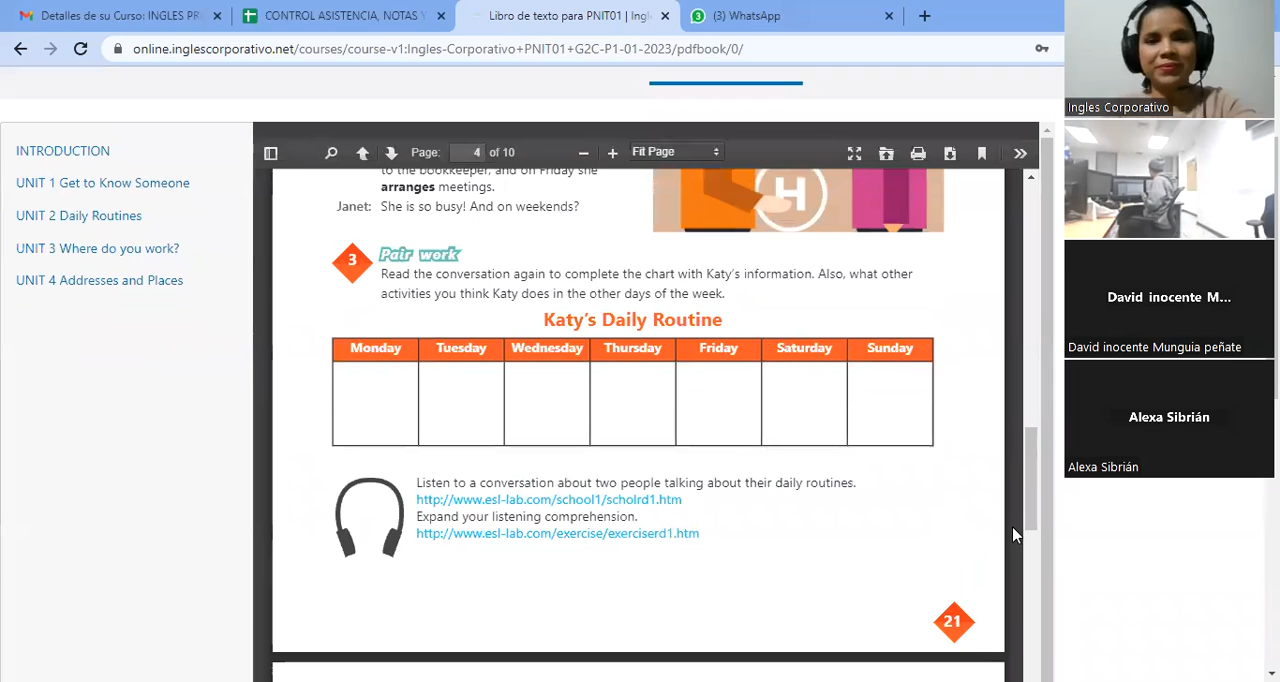 Detalles de su Curso: INGLES PR
CONTROL ASISTENCIA, NOTAS Y
Libro de texto para PNIT01 | Ingl
(3) WhatsApp
online.inglescorporativo.net/courses/course-v1:Ingles-Corporativo+PNIT01+G2C-P1-01-2023/pdfbook/0/
Ingles Corporativo
INTRODUCTION
UNIT 1 Get to Know Someone
UNIT 2 Daily Routines
UNIT 3 Where do you work?
UNIT 4 Addresses and Places
Page: 4 of 10
Fit Page
to the bookkeeper, and on Friday she
arranges meetings.
Janet: She is so busy! And on weekends?
H
3 Pair work
Read the conversation again to complete the chart with Katy's information. Also, what other
activities you think Katy does in the other days of the week.
Katy's Daily Routine
Monday Tuesday Wednesday Thursday Friday Saturday Sunday
Listen to a conversation about two people talking about their daily routines.
http://www.esl-lab.com/school1/scholrd1.htm
Expand your listening comprehension.
http://www.esl-lab.com/exercise/exerciserd1.htm
21
David inocente M...
David inocente Munguia peñate
Alexa Sibrián
Alexa Sibrián